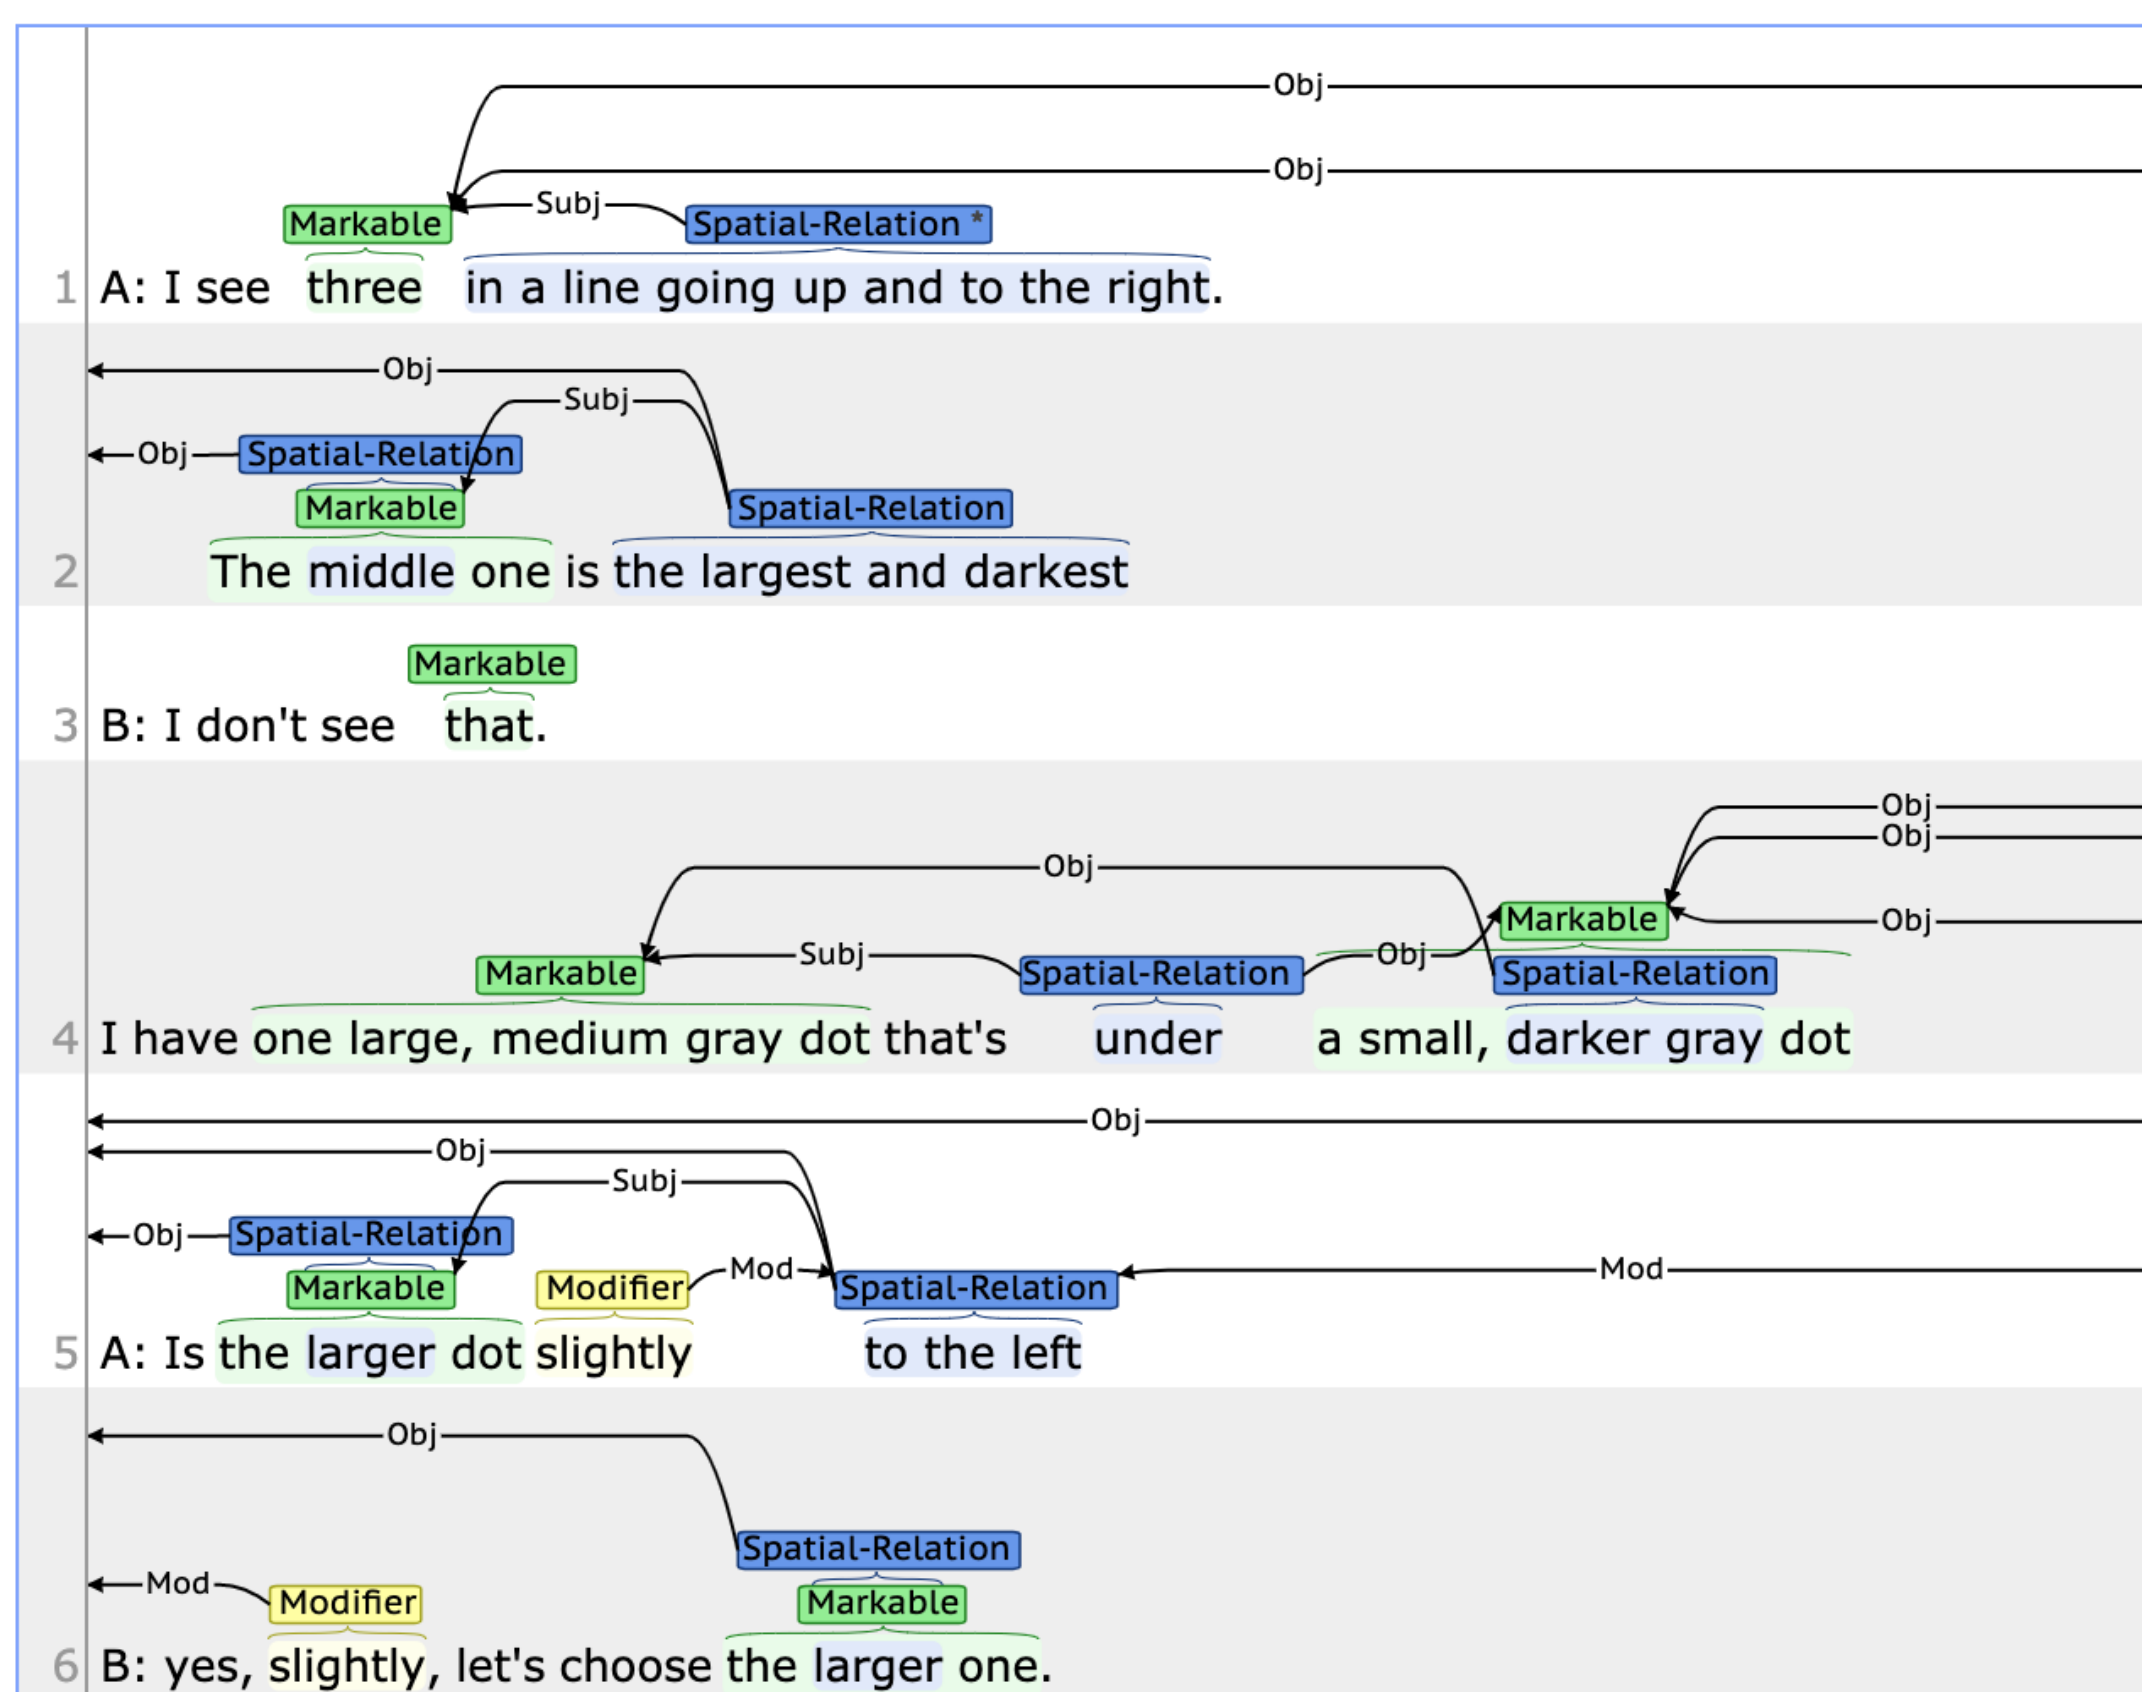 Obj
Obj
Subj
Markable Spatial-Relation *
1 A: I see three in a line going up and to the right.
Obj
Subj
Obj Spatial-Relation
Markable Spatial-Relation
2 The middle one is the largest and darkest
Markable
3 B: I don't see that.
Obj
Obj
Obj
Markable Obj
Markable Subj Spatial-Relation Obj Spatial-Relation
4 I have one large, medium gray dot that's under a small, darker gray dot
Obj
Obj
Subj
Obj Spatial-Relation
Markable Modifier Mod Spatial-Relation Mod
5 A: Is the larger dot slightly to the left
Obj
Spatial-Relation
Mod Modifier Markable
6 B: yes, slightly, let's choose the larger one.